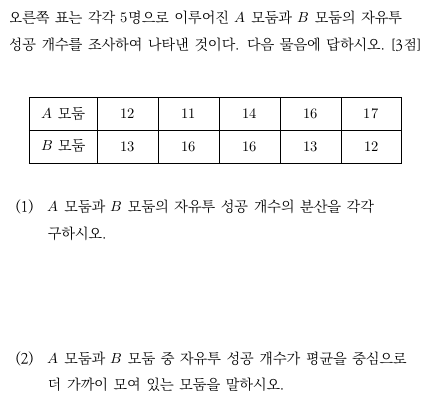 오른쪽 표는 각각 5명으로 이루어진 A 모둠과 B 모둠의 자유투
성공 개수를 조사하여 나타낸 것이다. 다음 물음에 답하시오. [3점]
A 모둠 12 11 14 16 17
B 모둠 13 16 16 13 12
(1) A 모둠과 B 모둠의 자유투 성공 개수의 분산을 각각
구하시오.
(2) A 모둠과 B 모둠 중 자유투 성공 개수가 평균을 중심으로
더 가까이 모여 있는 모둠을 말하시오.